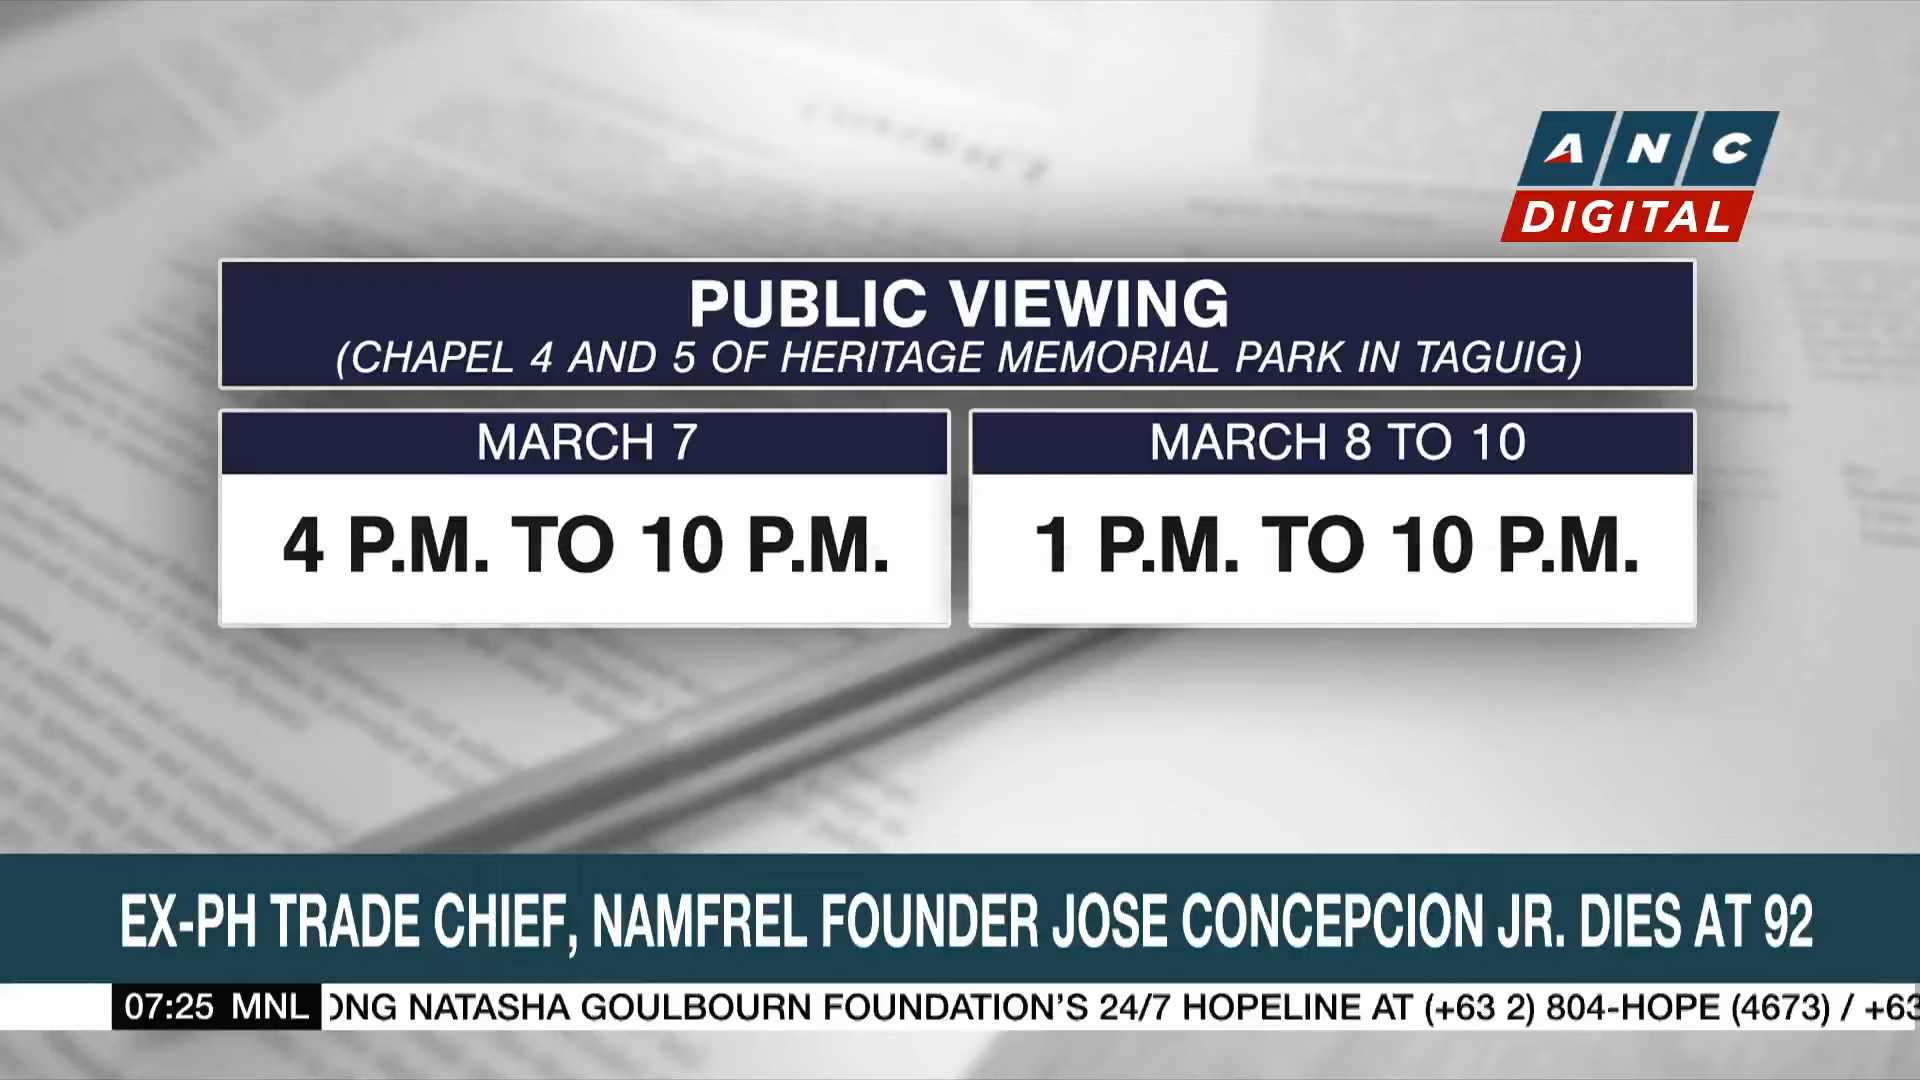 ANC
DIGITAL
PUBLIC VIEWING
(CHAPEL 4 AND 5 OF HERITAGE MEMORIAL PARK IN TAGUIG)
MARCH 7
MARCH 8 TO 10
4 P.M. TO 10 P.M.
1 P.M. TO 10 P.M.
EX-PH TRADE CHIEF, NAMFREL FOUNDER JOSE CONCEPCION JR. DIES AT 92
07:25 MNL NATASHA GOULBOURN FOUNDATION'S 24/7 HOPELINE AT (+63 2) 804-HOPE (4673) /